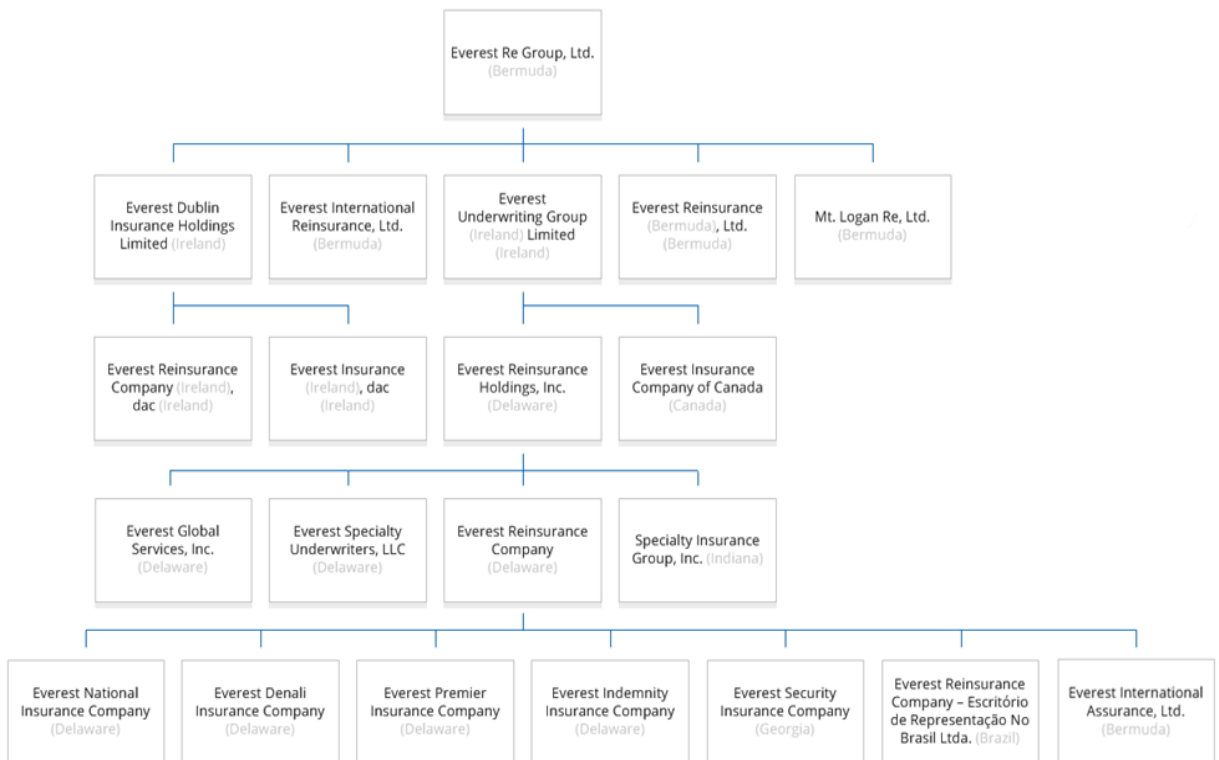 Everest Re Group, Ltd.
(Bermuda)
Everest Dublin
Insurance Holdings
Limited (Ireland)
Everest International
Reinsurance, Ltd.
(Bermuda)
Everest
Underwriting Group
(Ireland) Limited
(Ireland)
Everest Reinsurance
(Bermuda), Ltd.
(Bermuda)
Mt. Logan Re, Ltd.
(Bermuda)
Everest Reinsurance
Company (Ireland),
dac (Ireland)
Everest Insurance
(Ireland), dac
(Ireland)
Everest Reinsurance
Holdings, Inc.
(Delaware)
Everest Insurance
Company of Canada
(Canada)
Everest Global
Services, Inc.
(Delaware)
Everest Specialty
Underwriters, LLC
(Delaware)
Everest Reinsurance
Company
(Delaware)
Specialty Insurance
Group, Inc. (Indiana)
Everest National
Insurance Company
(Delaware)
Everest Denali
Insurance Company
(Delaware)
Everest Premier
Insurance Company
(Delaware)
Everest Indemnity
Insurance Company
(Delaware)
Everest Security
Insurance Company
(Georgia)
Everest Reinsurance
Company – Escritório
de Representação No
Brasil Ltda. (Brazil)
Everest International
Assurance, Ltd.
(Bermuda)